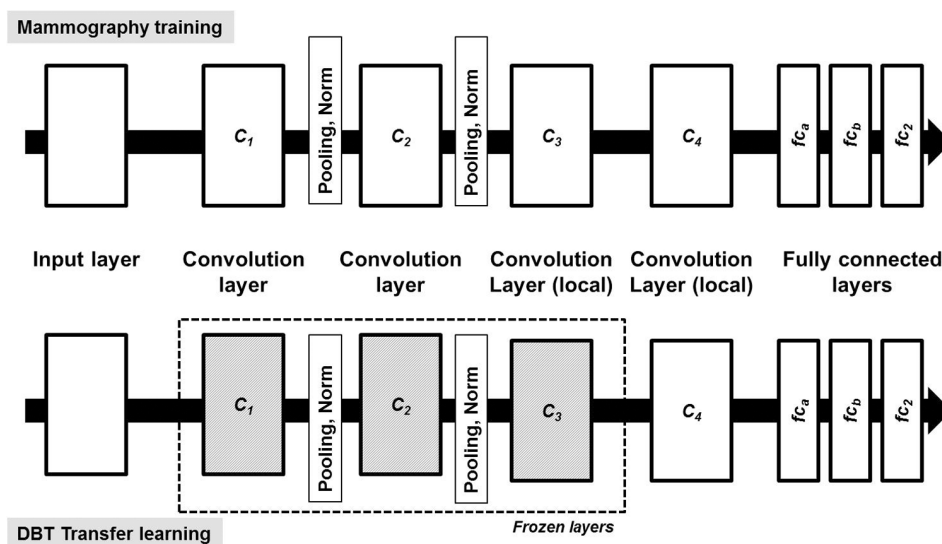 Mammography training
C1
Pooling, Norm
C2
Pooling, Norm
C3
C4
fca
fcb
fc2
Input layer
Convolution
layer
Convolution
layer
Convolution
Layer (local)
Convolution
Layer (local)
Fully connected
layers
C1
Pooling, Norm
C2
Pooling, Norm
C3
C4
fca
fcb
fc2
Frozen layers
DBT Transfer learning